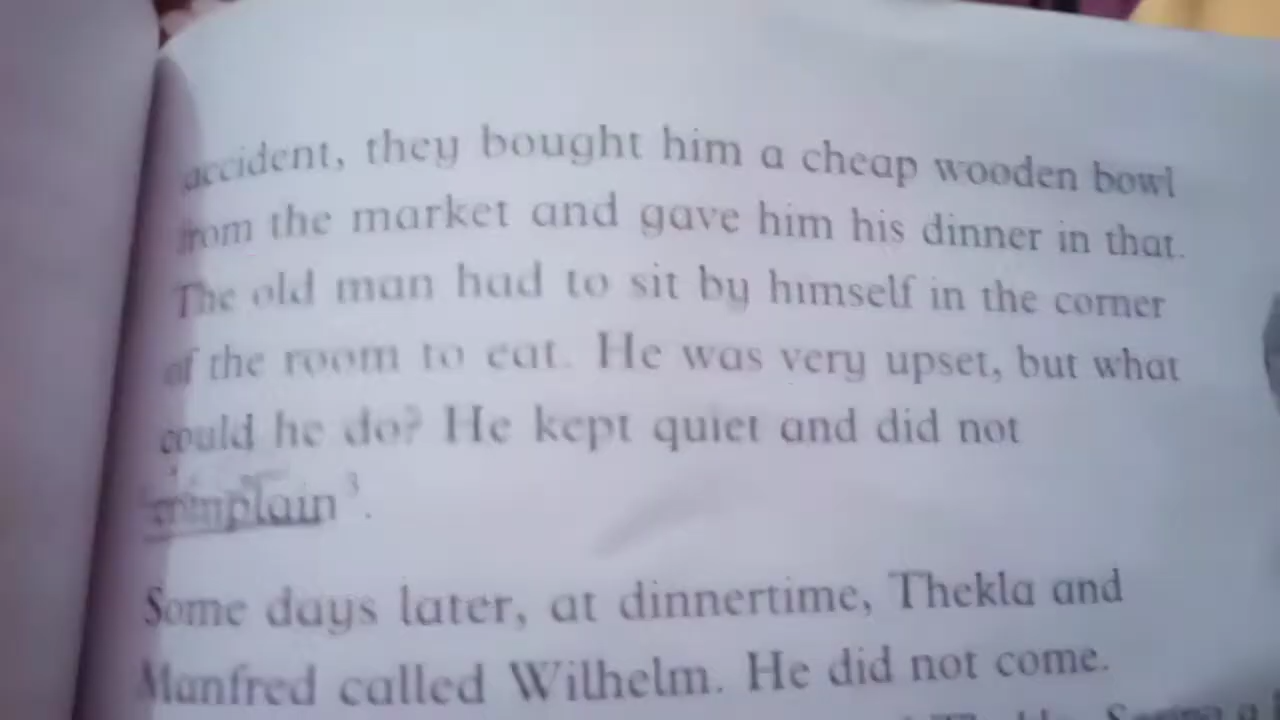 accident, they bought him a cheap wooden bowl
from the market and gave him his dinner in that.
The old man had to sit by himself in the corner
of the room to eat. He was very upset, but what
could he do? He kept quiet and did not
complain³.
Some days later, at dinnertime, Thekla and
Manfred called Wilhelm. He did not come.